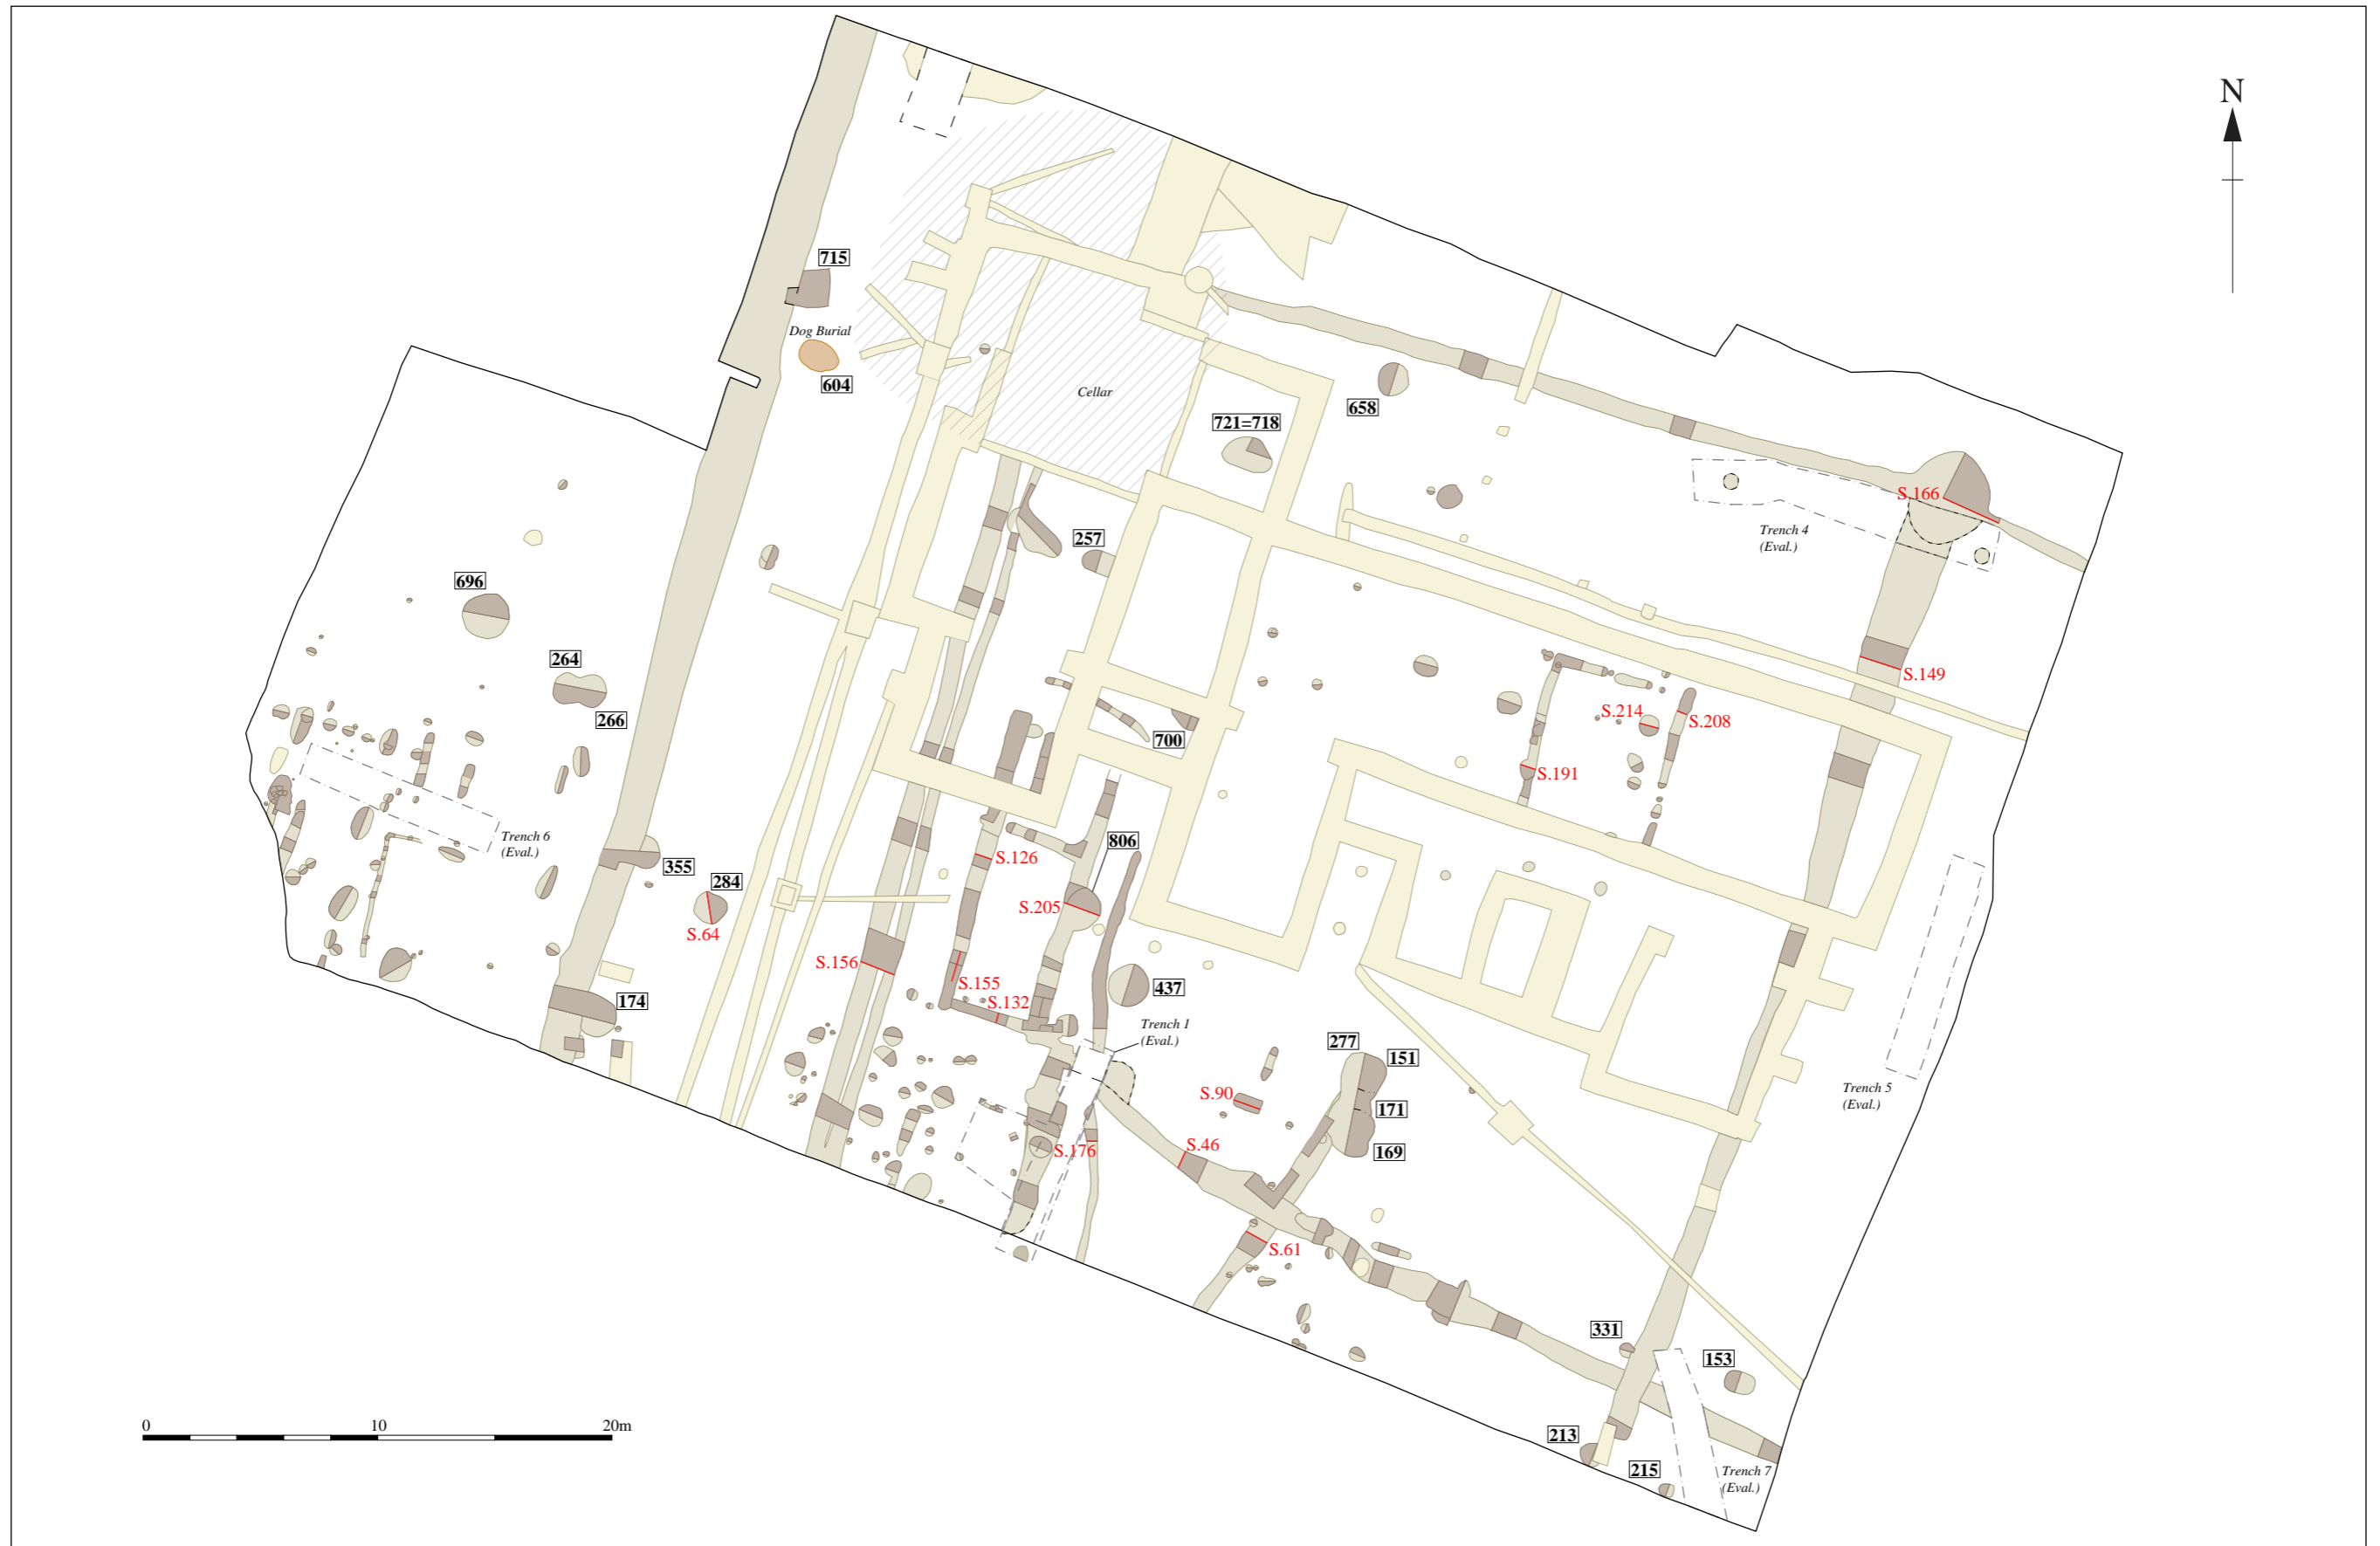 N
715
Dog Burial
604
Cellar
658
721=718
S.166
Trench 4
(Eval.)
257
696
264
266
S.149
S.214
S.208
700
S.191
Trench 6
(Eval.)
355
284
S.64
S.126
806
S.205
S.156
S.155
S.132
437
174
Trench 1
(Eval.)
277
151
S.90
171
169
S.46
S.176
Trench 5
(Eval.)
S.61
331
153
213
215
Trench 7
(Eval.)
0 10 20m